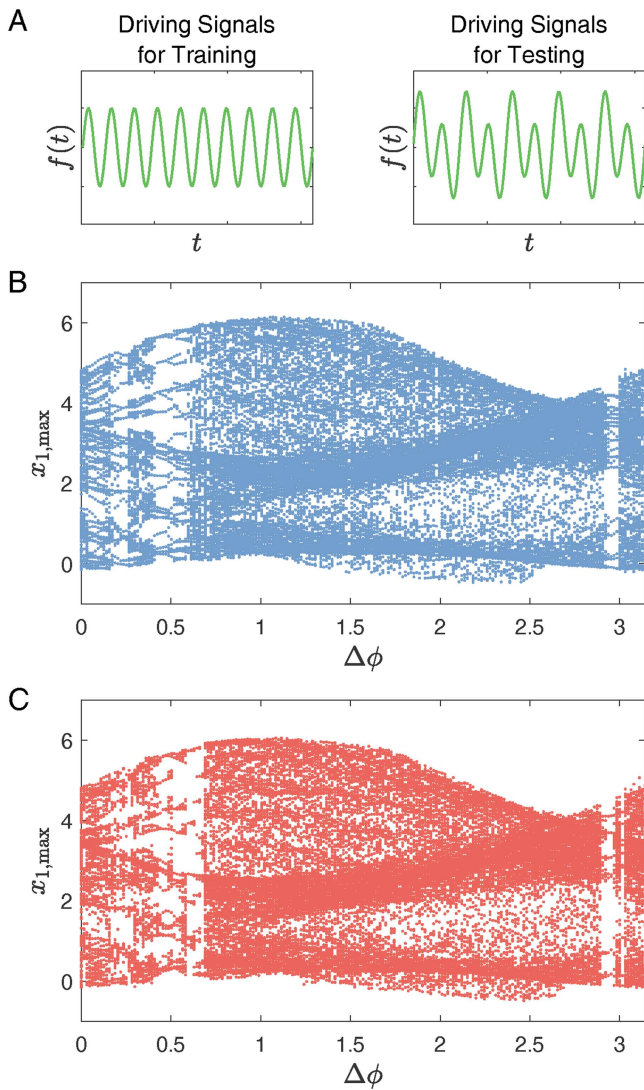 A
Driving Signals
for Training
Driving Signals
for Testing
f(t)
t
f(t)
t
B
6
4
2
0
x1,max
0 0.5 1 1.5 2 2.5 3
Δϕ
C
6
4
2
0
x1,max
0 0.5 1 1.5 2 2.5 3
Δϕ